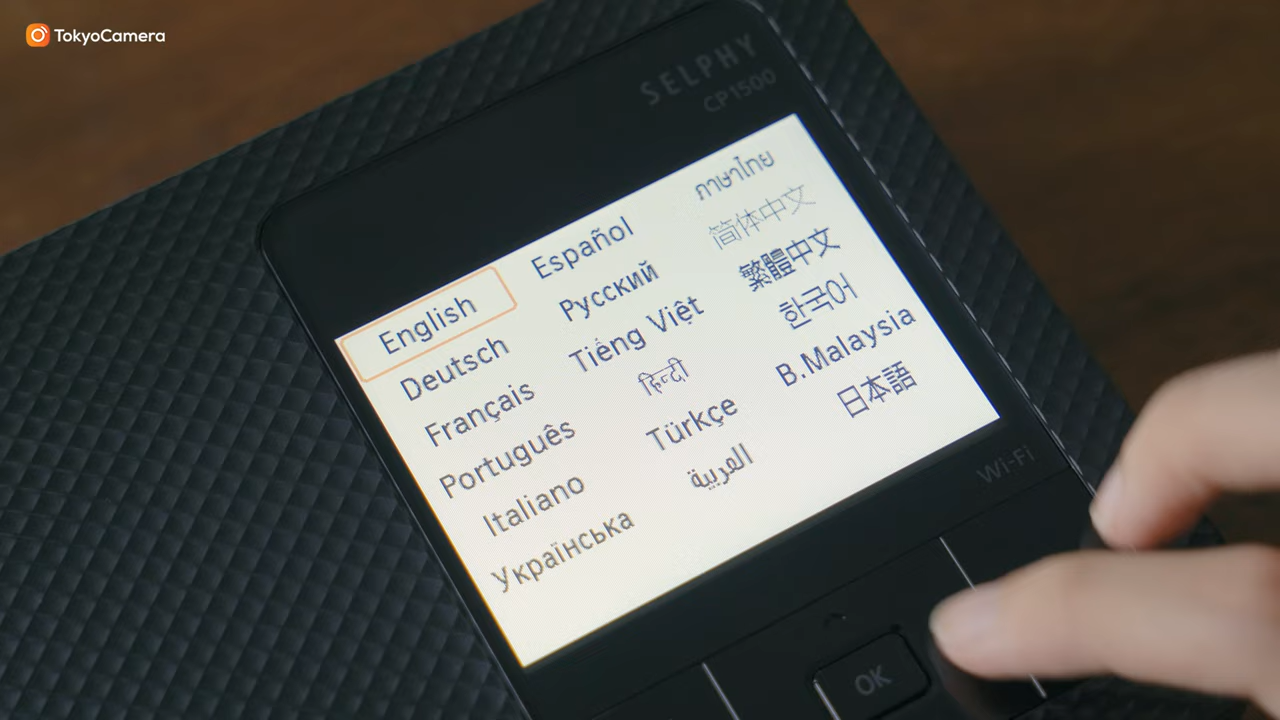 TokyoCamera
SELPHY
CP1500
English
Deutsch
Français
Português
Italiano
Українська
Español
Русский
Tiếng Việt
हिन्दी
Türkçe
العربية
ภาษาไทย
简体中文
繁體中文
한국어
B.Malaysia
日本語
Wi-Fi
OK